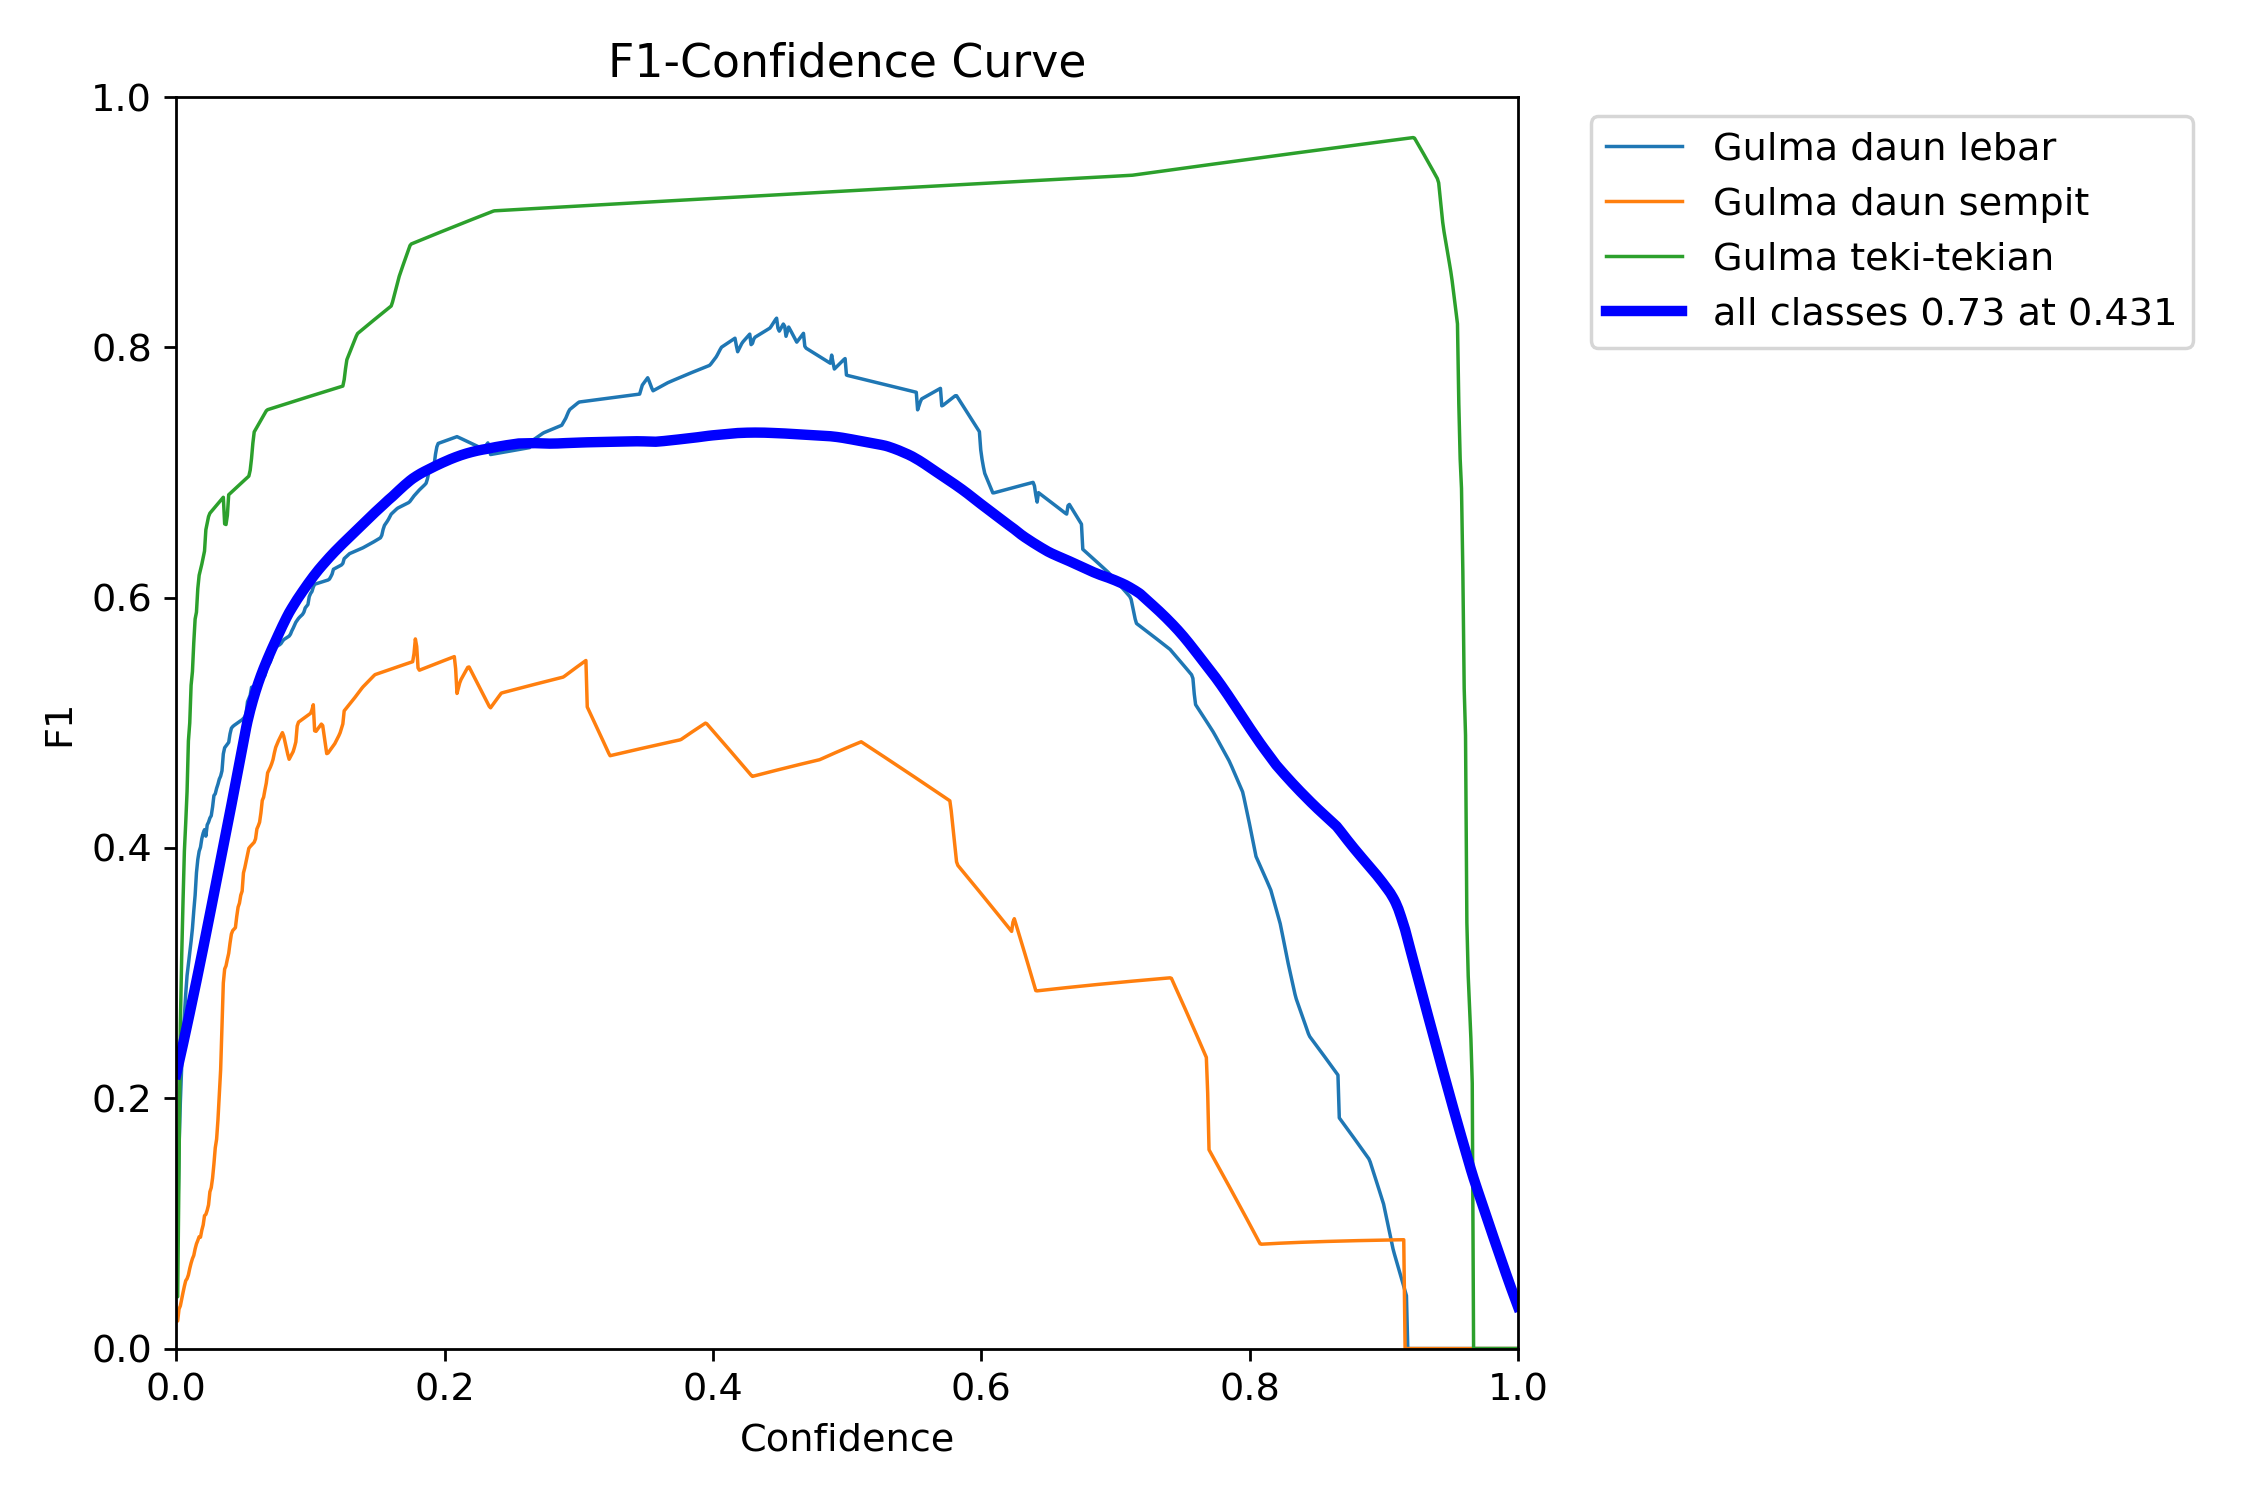 F1-Confidence Curve
1.0
0.8
0.6
0.4
0.2
0.0
F1
0.0 0.2 0.4 0.6 0.8 1.0
Confidence
Gulma daun lebar
Gulma daun sempit
Gulma teki-tekian
all classes 0.73 at 0.431